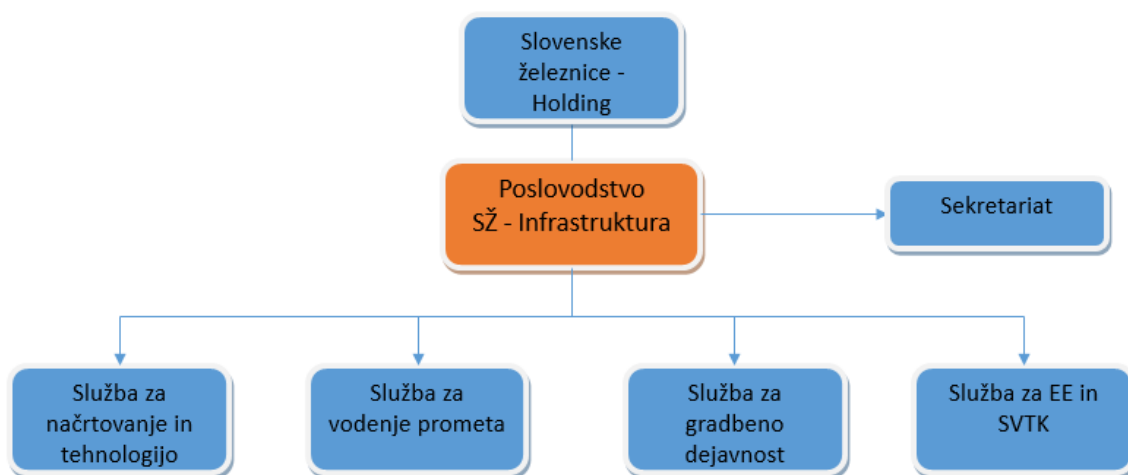 Slovenske
železnice -
Holding
Poslovodstvo
SŽ - Infrastruktura
Sekretariat
Služba za
načrtovanje in
tehnologijo
Služba za
vodenje prometa
Služba za
gradbeno
dejavnost
Služba za EE in
SVTK